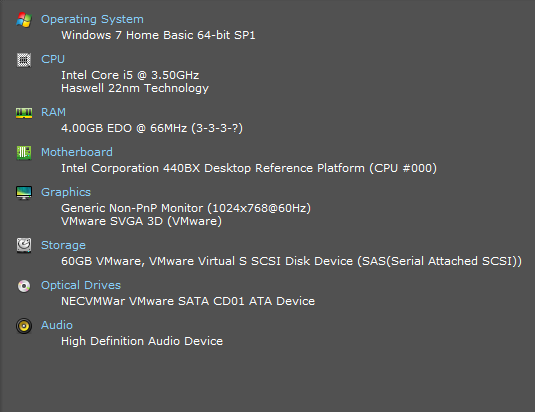 Operating System
Windows 7 Home Basic 64-bit SP1
CPU
Intel Core i5 @ 3.50GHz
Haswell 22nm Technology
RAM
4.00GB EDO @ 66MHz (3-3-3-?)
Motherboard
Intel Corporation 440BX Desktop Reference Platform (CPU #000)
Graphics
Generic Non-PnP Monitor (1024x768@60Hz)
VMware SVGA 3D (VMware)
Storage
60GB VMware, VMware Virtual S SCSI Disk Device (SAS(Serial Attached SCSI))
Optical Drives
NECVMWar VMware SATA CD01 ATA Device
Audio
High Definition Audio Device